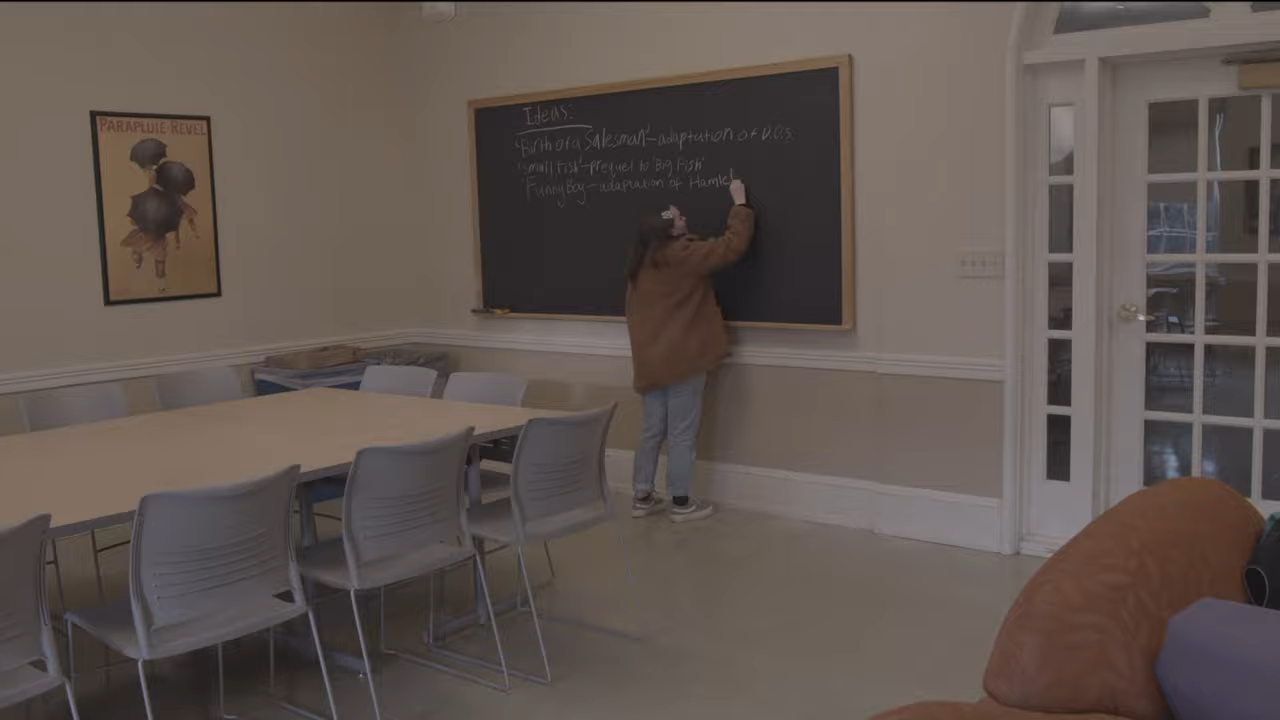 PARAPLUIE-REVEL
Ideas:
'Birth of a Salesman' - adaptation of D.O.S.
'Small Fish' - prequel to 'Big Fish'
'Funny Boy - adaptation of Hamlet